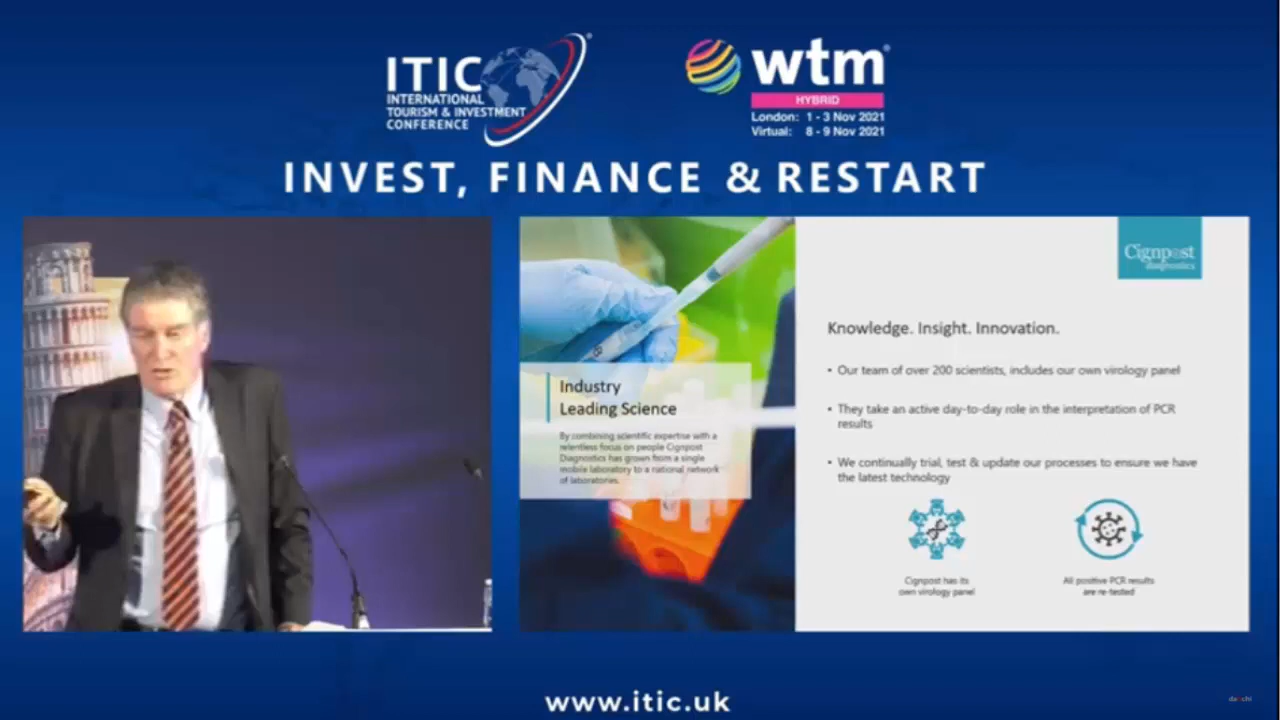 ITIC
INTERNATIONAL
TOURISM & INVESTMENT
CONFERENCE
wtm
HYBRID
London: 1 - 3 Nov 2021
Virtual: 8 - 9 Nov 2021
INVEST, FINANCE & RESTART
Industry
Leading Science
By combining scientific expertise with a
relentless focus on people Cignpost
Diagnostics has grown from a single
mobile laboratory to a national network
of laboratories.
Cignpost
diagnostics
Knowledge. Insight. Innovation.
• Our team of over 200 scientists, includes our own virology panel
• They take an active day-to-day role in the interpretation of PCR
results
• We continually trial, test & update our processes to ensure we have
the latest technology
Cignpost has its
own virology panel
All positive PCR results
are re-tested
www.itic.uk